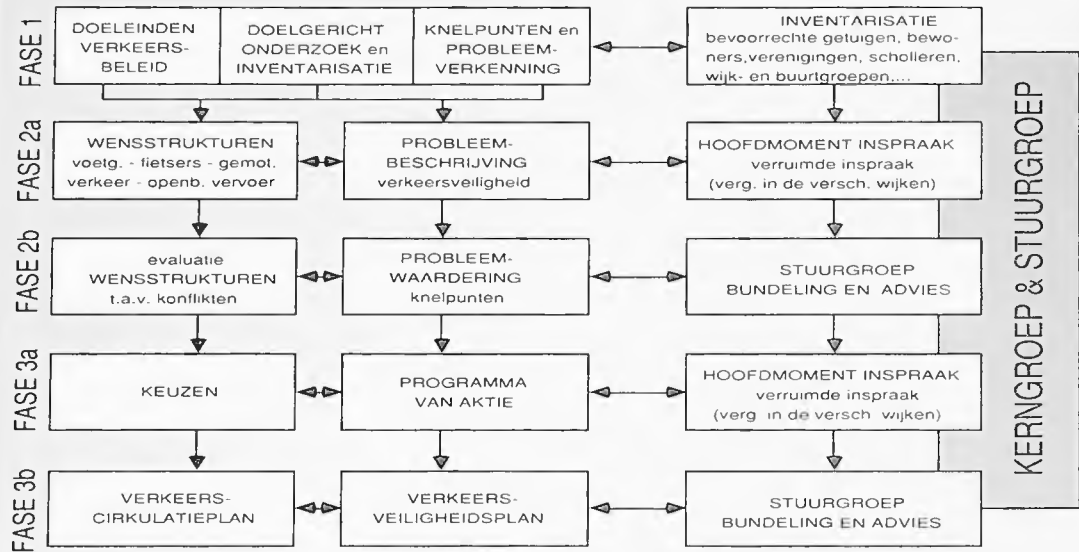 FASE 1
DOELEINDEN
VERKEERS-
BELEID
DOELGERICHT
ONDERZOEK en
INVENTARISATIE
KNELPUNTEN en
PROBLEEM-
VERKENNING
INVENTARISATIE
bevoorrechte getuigen, bewo-
ners,verenigingen, scholieren,
wijk- en buurtgroepen,...
FASE 2a
WENSSTRUKTUREN
voetg. - fietsers - gemot.
verkeer - openb. vervoer
PROBLEEM-
BESCHRIJVING
verkeersveiligheid
HOOFDMOMENT INSPRAAK
verruimde inspraak
(verg. in de versch. wijken)
FASE 2b
evaluatie
WENSSTRUKTUREN
t.a.v. konflikten
PROBLEEM-
WAARDERING
knelpunten
STUURGROEP
BUNDELING EN ADVIES
FASE 3a
KEUZEN
PROGRAMMA
VAN AKTIE
HOOFDMOMENT INSPRAAK
verruimde inspraak
(verg in de versch wijken)
FASE 3b
VERKEERS-
CIRKULATIEPLAN
VERKEERS-
VEILIGHEIDSPLAN
STUURGROEP
BUNDELING EN ADVIES
KERNGROEP & STUURGROEP